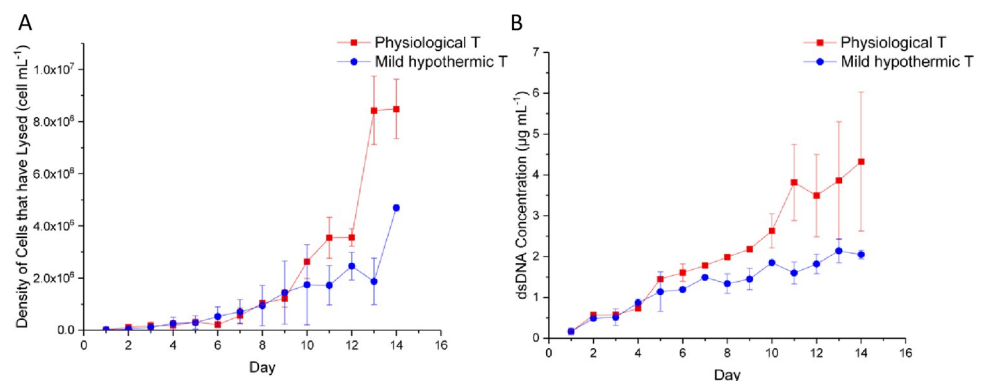 A
Physiological T
Mild hypothermic T
Density of Cells that have Lysed (cell mL⁻¹)
1.0x10⁷
8.0x10⁶
6.0x10⁶
4.0x10⁶
2.0x10⁶
0.0
0 2 4 6 8 10 12 14 16
Day
B
Physiological T
Mild hypothermic T
dsDNA Concentration (µg mL⁻¹)
7
6
5
4
3
2
1
0
0 2 4 6 8 10 12 14 16
Day